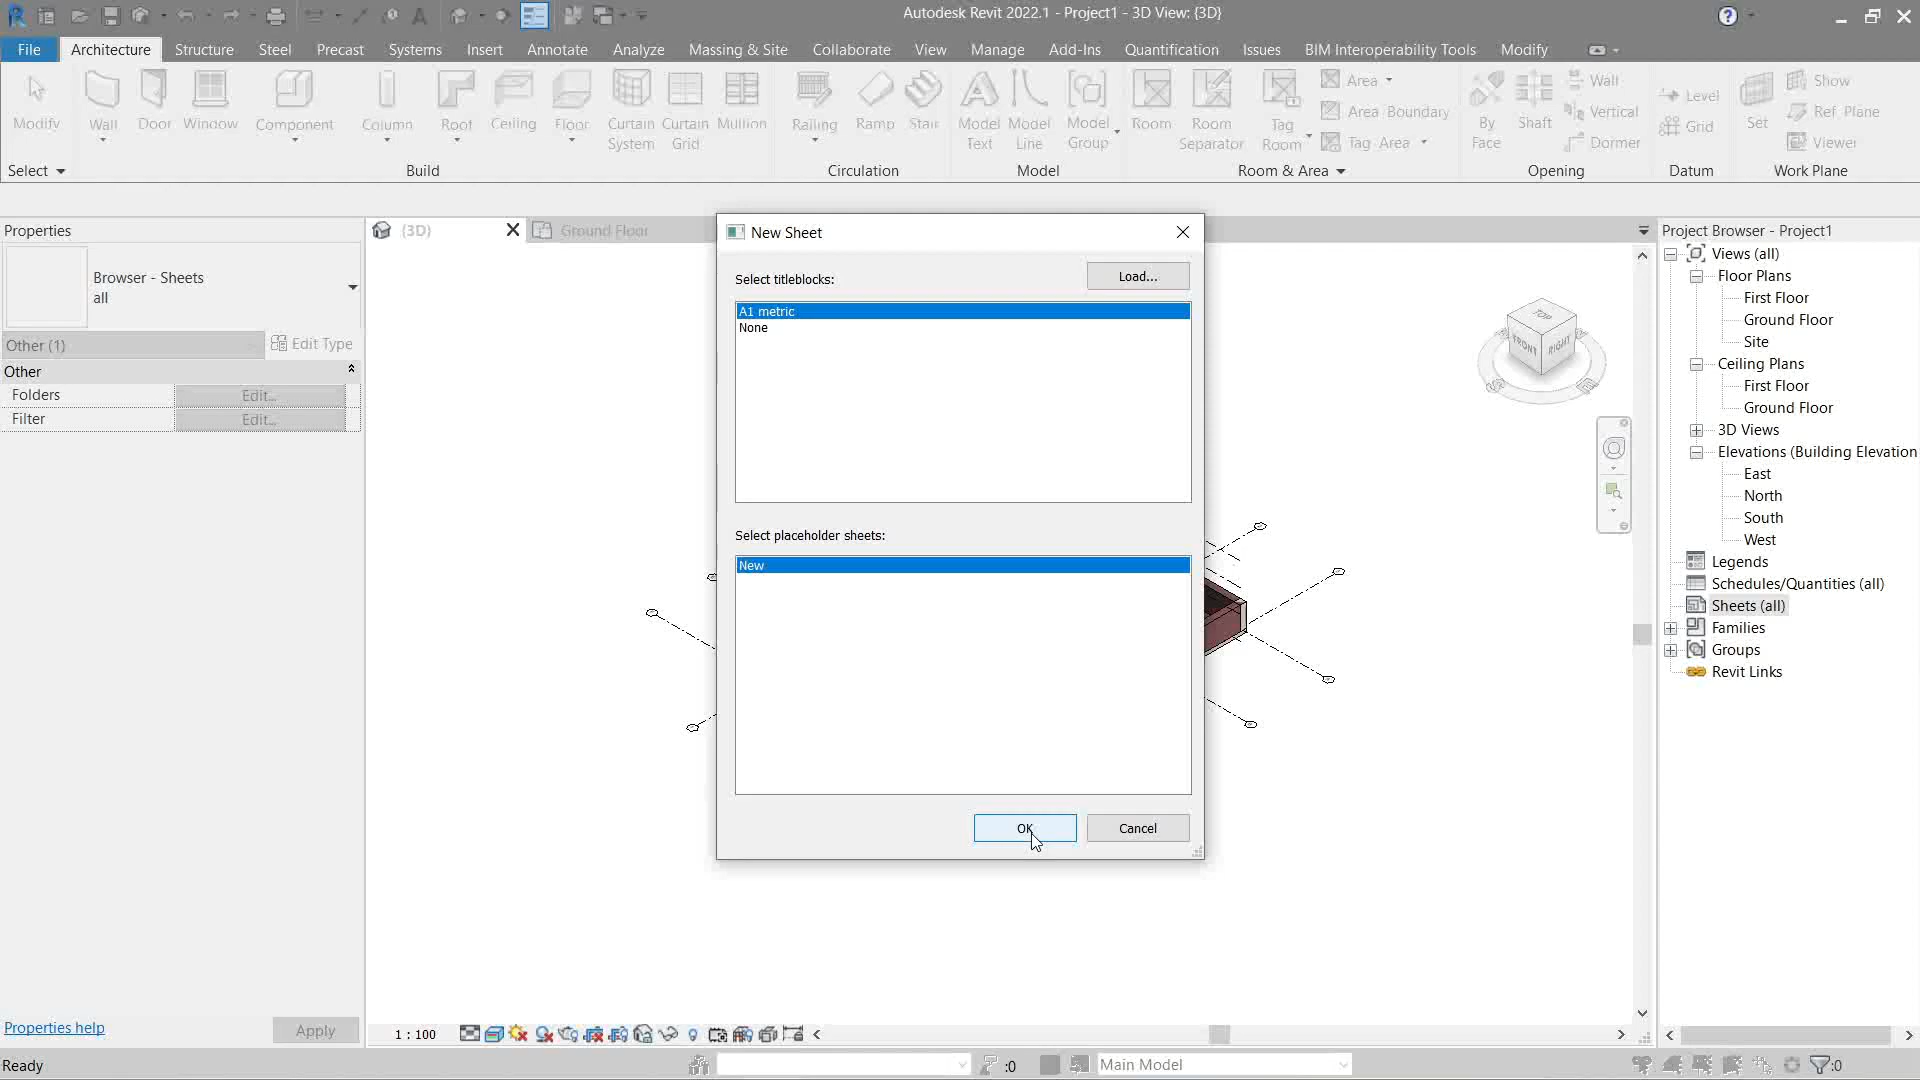 Autodesk Revit 2022.1 - Project1 - 3D View: {3D}
File Architecture Structure Steel Precast Systems Insert Annotate Analyze Massing & Site Collaborate View Manage Add-Ins Quantification Issues BIM Interoperability Tools Modify
Modify Wall Door Window Component Column Roof Ceiling Floor Curtain System Curtain Grid Mullion Railing Ramp Stair Model Text Model Line Model Group Room Room Separator Tag Room
Area
Area Boundary
Tag Area
By Face Shaft
Wall
Vertical
Dormer
Level
Grid
Set
Show
Ref Plane
Viewer
Select Build Circulation Model Room & Area Opening Datum Work Plane
Properties
Browser - Sheets
all
Other (1) Edit Type
Other
Folders Edit...
Filter Edit...
Properties help Apply
{3D} Ground Floor
New Sheet
Select titleblocks: Load...
A1 metric
None
Select placeholder sheets:
New
OK Cancel
TOP
FRONT RIGHT
1 : 100
Project Browser - Project1
Views (all)
Floor Plans
First Floor
Ground Floor
Site
Ceiling Plans
First Floor
Ground Floor
3D Views
Elevations (Building Elevation
East
North
South
West
Legends
Schedules/Quantities (all)
Sheets (all)
Families
Groups
Revit Links
Ready :0 Main Model :0